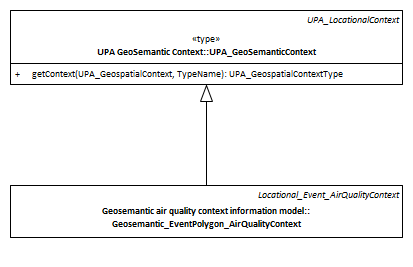 UPA_LocationalContext
«type»
UPA GeoSemantic Context::UPA_GeoSemanticContext
+ getContext(UPA_GeospatialContext, TypeName): UPA_GeospatialContextType
Locational_Event_AirQualityContext
Geosemantic air quality context information model::
Geosemantic_EventPolygon_AirQualityContext